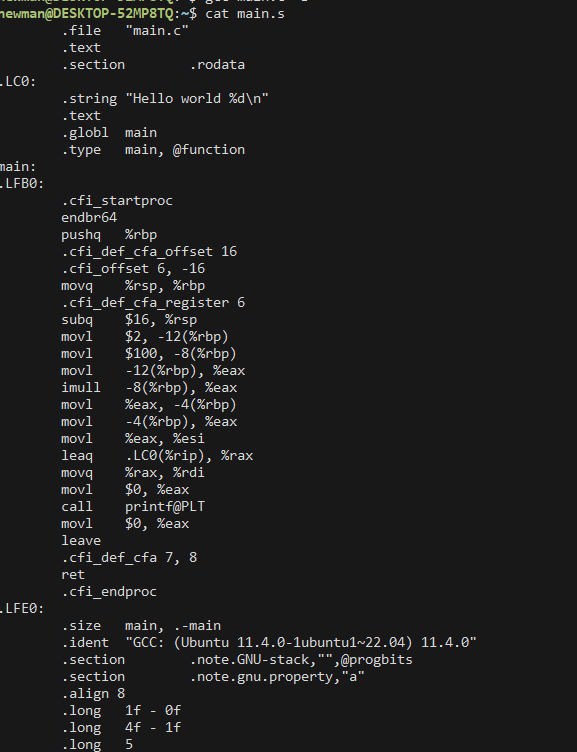 newman@DESKTOP-52MP8TQ:~$ cat main.s
.file "main.c"
.text
.section .rodata
.LC0:
.string "Hello world %d\n"
.text
.globl main
.type main, @function
main:
.LFB0:
.cfi_startproc
endbr64
pushq %rbp
.cfi_def_cfa_offset 16
.cfi_offset 6, -16
movq %rsp, %rbp
.cfi_def_cfa_register 6
subq $16, %rsp
movl $2, -12(%rbp)
movl $100, -8(%rbp)
movl -12(%rbp), %eax
imull -8(%rbp), %eax
movl %eax, -4(%rbp)
movl -4(%rbp), %eax
movl %eax, %esi
leaq .LC0(%rip), %rax
movq %rax, %rdi
movl $0, %eax
call printf@PLT
movl $0, %eax
leave
.cfi_def_cfa 7, 8
ret
.cfi_endproc
.LFE0:
.size main, .-main
.ident "GCC: (Ubuntu 11.4.0-1ubuntu1~22.04) 11.4.0"
.section .note.GNU-stack,"",@progbits
.section .note.gnu.property,"a"
.align 8
.long 1f - 0f
.long 4f - 1f
.long 5